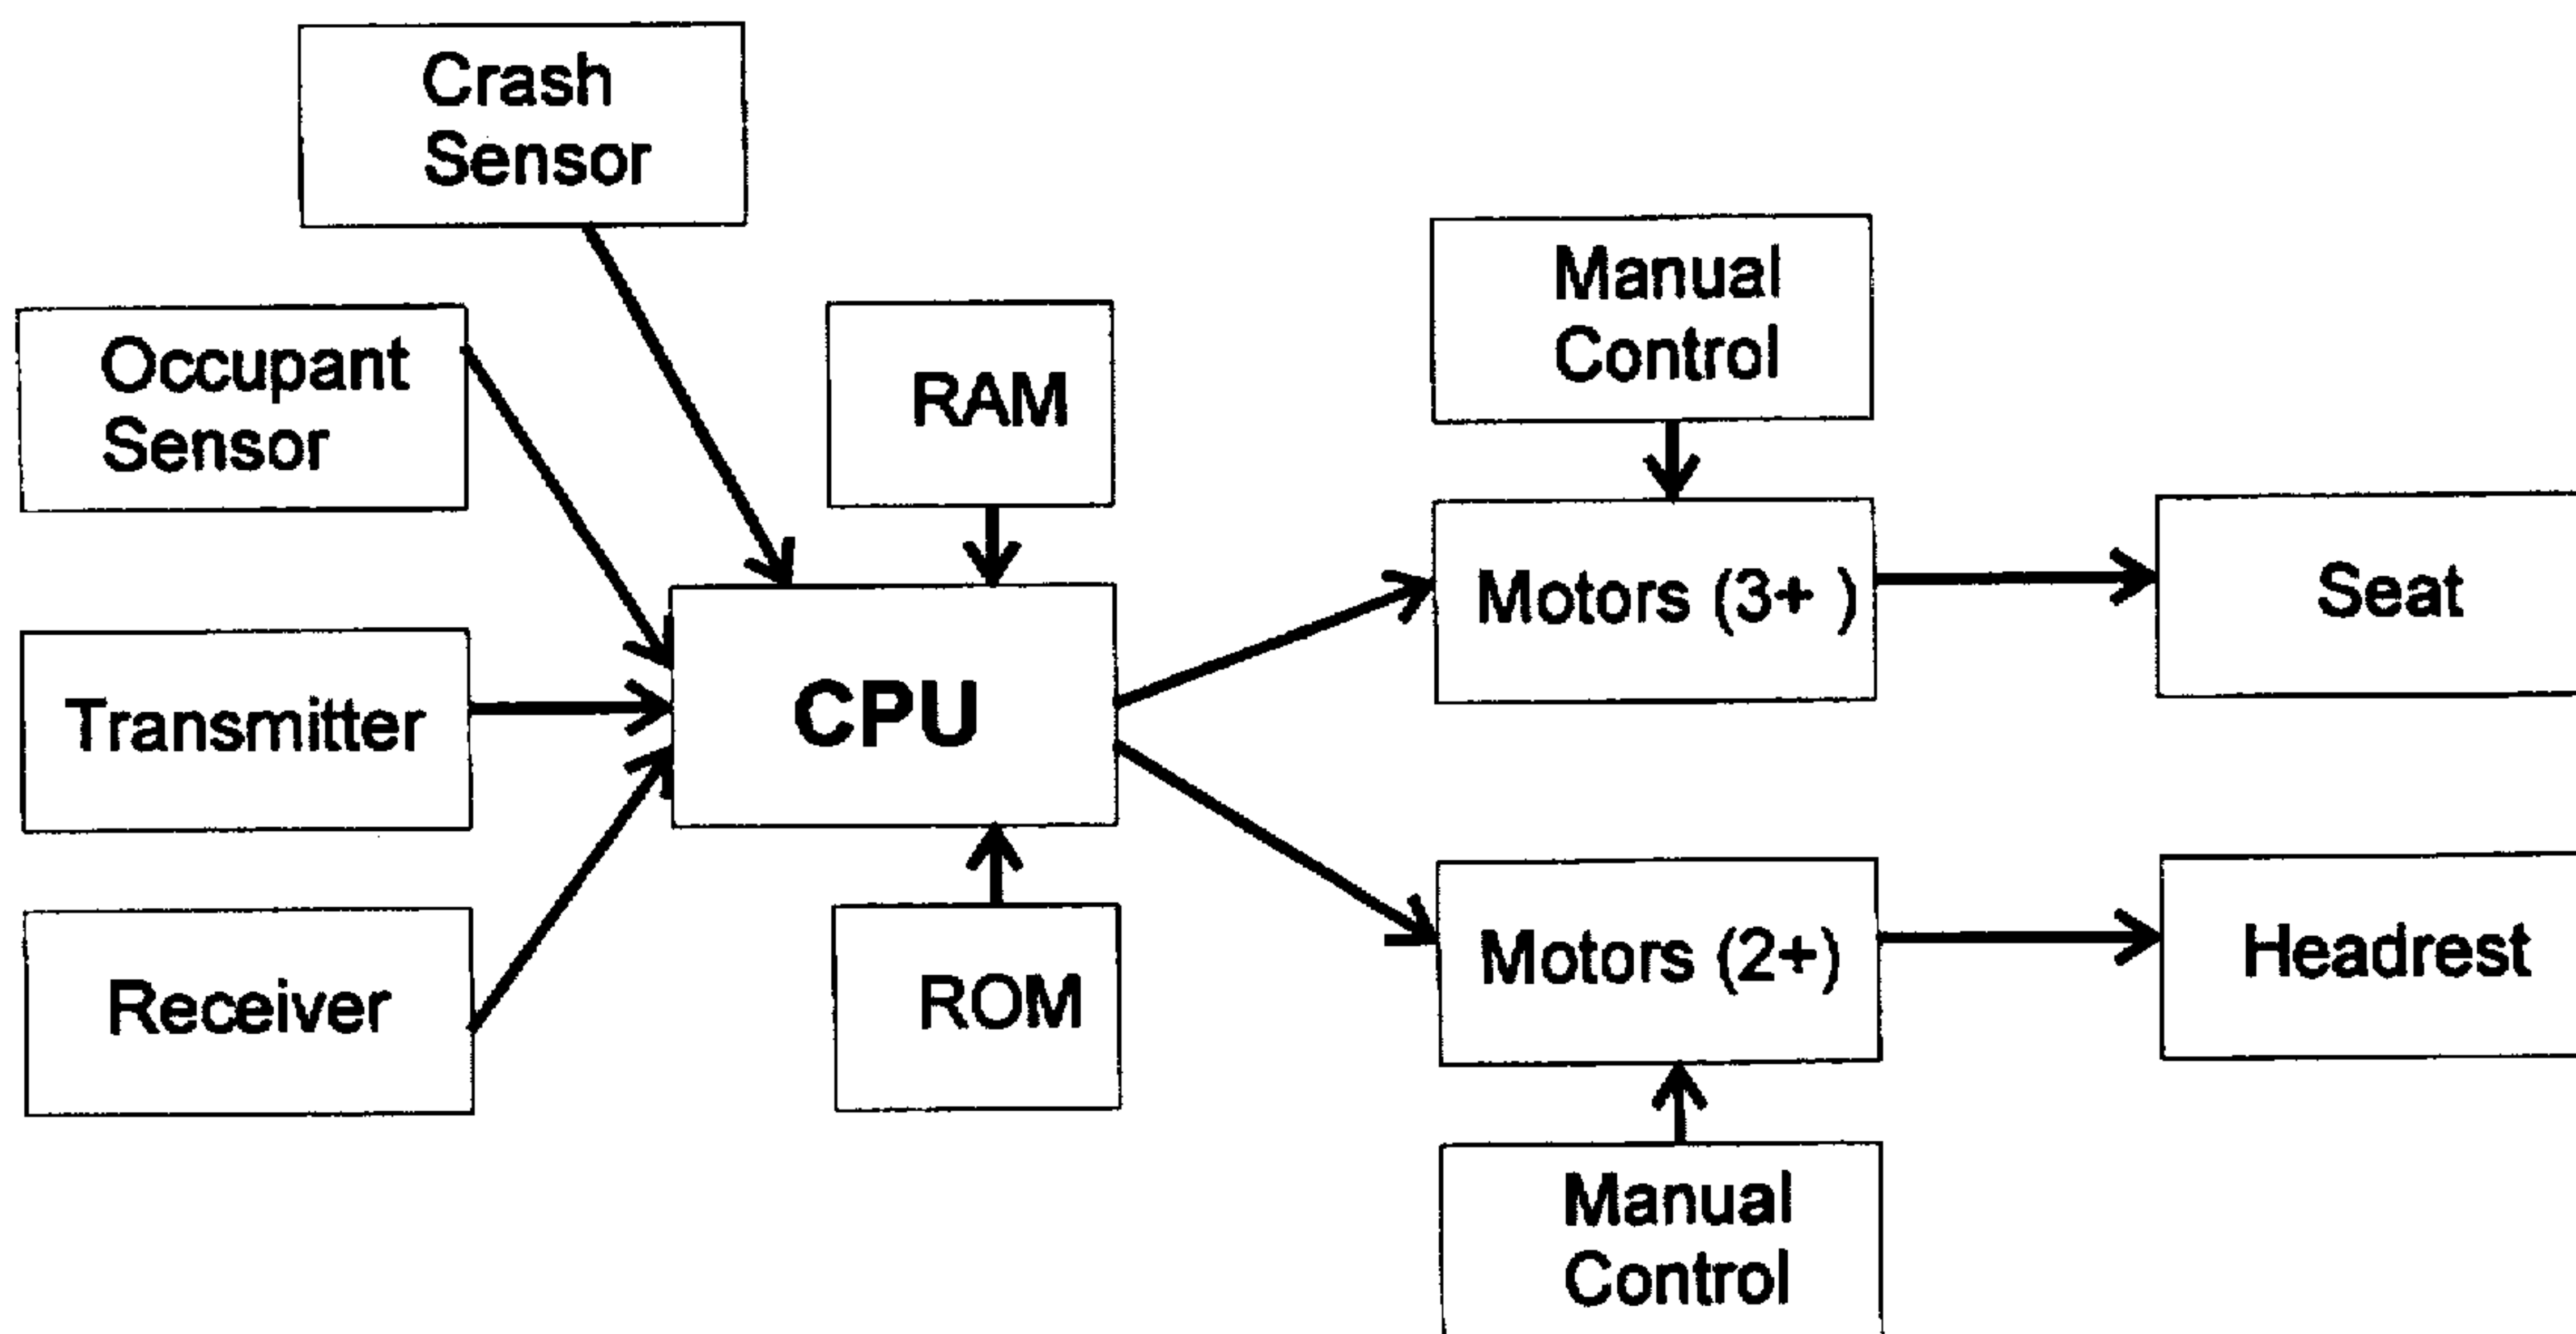 Crash
Sensor
Occupant
Sensor
RAM
Manual
Control
Motors (3+ )
Seat
Transmitter
CPU
Receiver
ROM
Motors (2+)
Headrest
Manual
Control